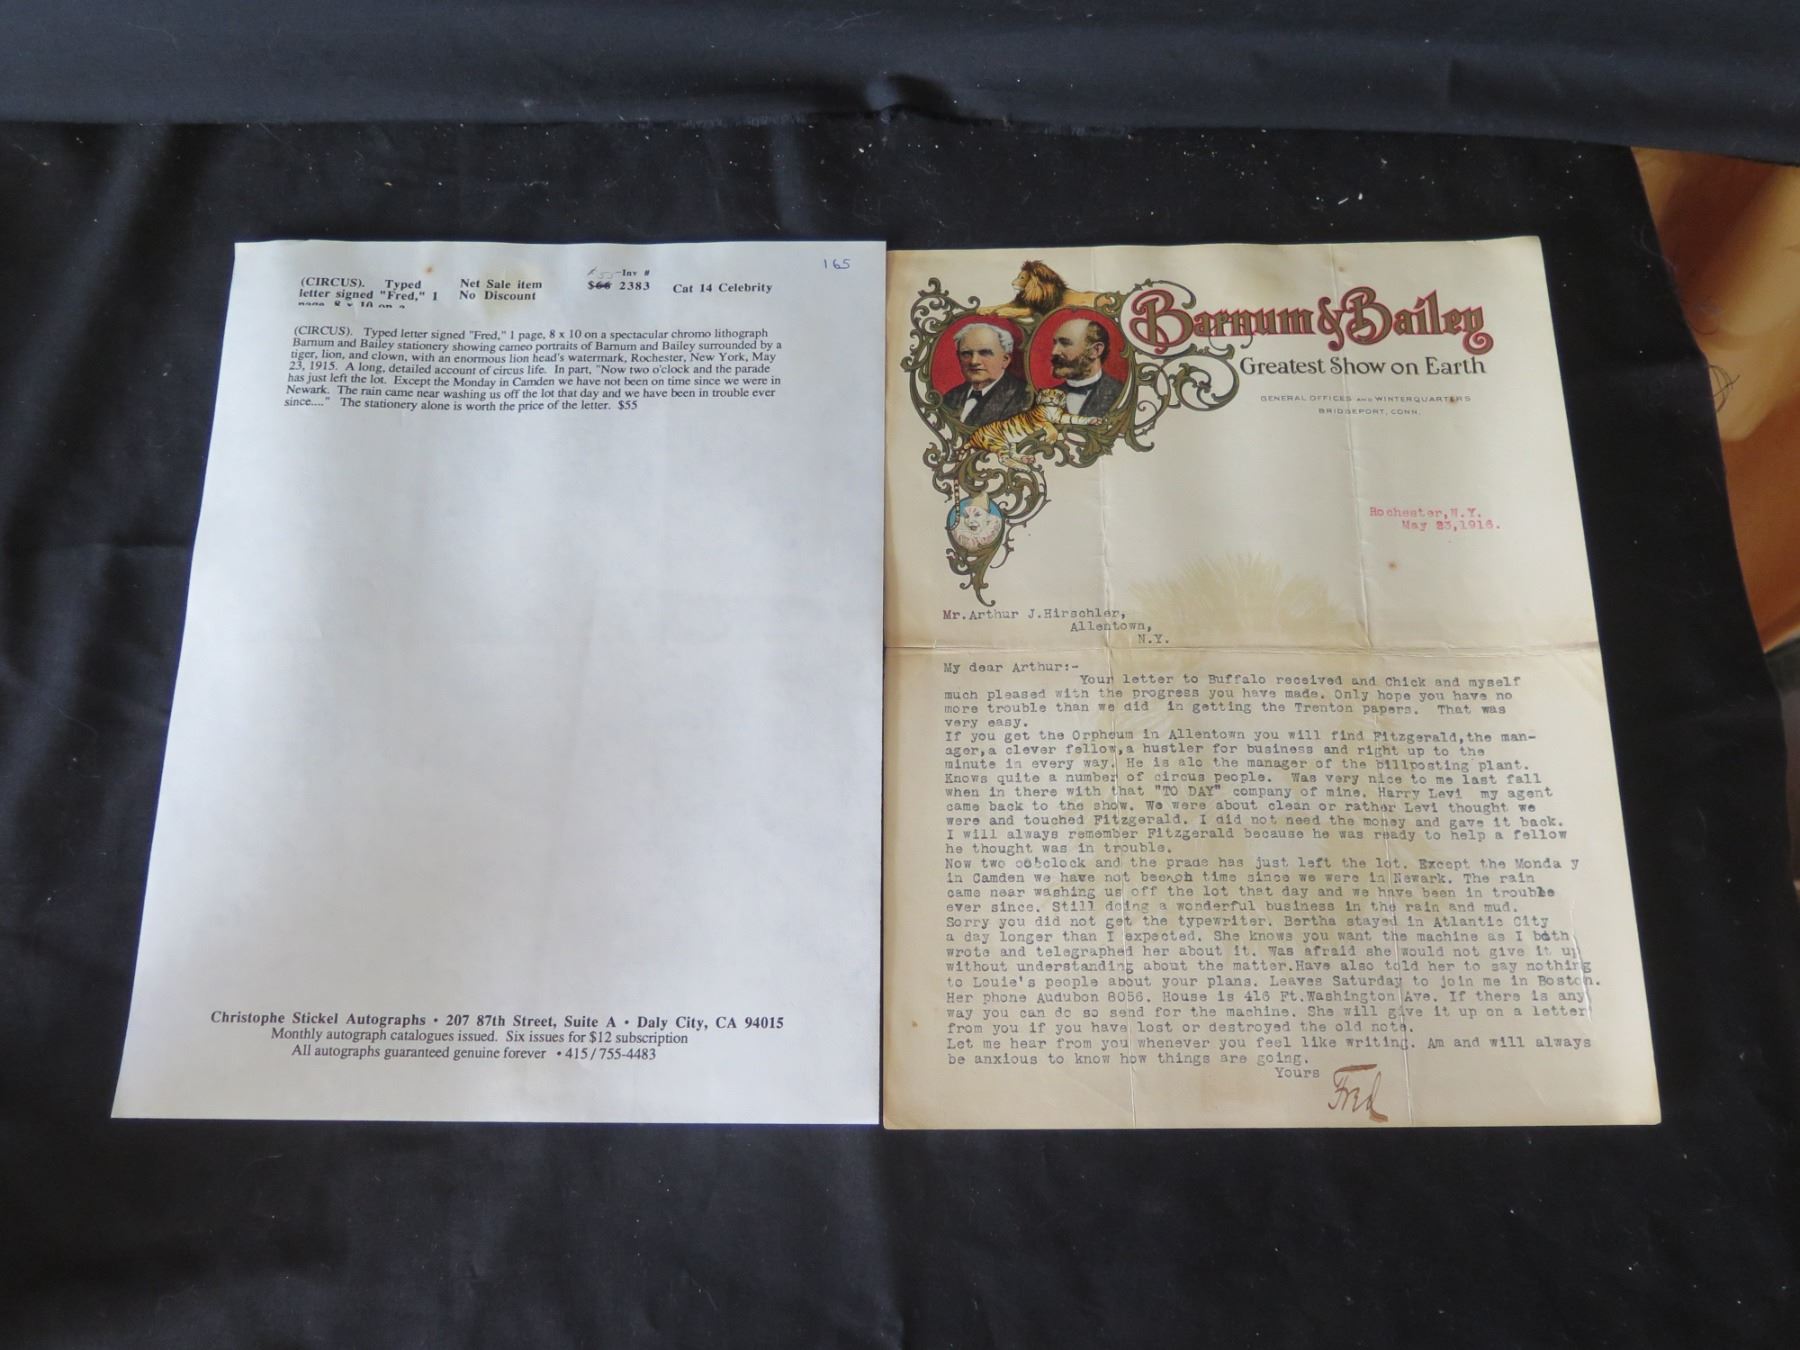 165
(CIRCUS). Typed
letter signed "Fred," 1
page, 8 x 10 on a
Net Sale item
No Discount
Inv #
$66 2383
Cat 14 Celebrity
(CIRCUS). Typed letter signed "Fred," 1 page, 8 x 10 on a spectacular chromo lithograph
Barnum and Bailey stationery showing cameo portraits of Barnum and Bailey surrounded by a
tiger, lion, and clown, with an enormous lion head's watermark, Rochester, New York, May
23, 1915. A long, detailed account of circus life. In part, "Now two o'clock and the parade
has just left the lot. Except the Monday in Camden we have not been on time since we were in
Newark. The rain came near washing us off the lot that day and we have been in trouble ever
since...." The stationery alone is worth the price of the letter. $55
Christophe Stickel Autographs • 207 87th Street, Suite A • Daly City, CA 94015
Monthly autograph catalogues issued. Six issues for $12 subscription
All autographs guaranteed genuine forever • 415/755-4483
Barnum & Bailey
Greatest Show on Earth
GENERAL OFFICES AND WINTERQUARTERS
BRIDGEPORT, CONN.
Rochester,N.Y.
May 23,1916.
Mr.Arthur J.Hirschler,
Allentown,
N.Y.
My dear Arthur:-
Your letter to Buffalo received and Chick and myself
much pleased with the progress you have made. Only hope you have no
more trouble than we did in getting the Trenton papers. That was
very easy.
If you get the Orpheum in Allentown you will find Fitzgerald,the man-
ager,a clever fellow,a hustler for business and right up to the
minute in every way. He is alo the manager of the billposting plant.
Knows quite a number of circus people. Was very nice to me last fall
when in there with that "TO DAY" company of mine. Harry Levi my agent
came back to the show. We were about clean or rather Levi thought we
were and touched Fitzgerald. I did not need the money and gave it back.
I will always remember Fitzgerald because he was ready to help a fellow
he thought was in trouble.
Now two clock and the prade has just left the lot. Except the Monda y
in Camden we have not time since we were in Newark. The rain
came near washing us off the lot that day and we have been in trouble
ever since. Still doing a wonderful business in the rain and mud.
Sorry you did not get the typewriter. Bertha stayed in Atlantic City
a day longer than I expected. She knows you want the machine as I both
wrote and telegraphed her about it. Was afraid she would not give it up
without understanding about the matter.Have also told her to say nothing
to Louie's people about your plans. Leaves Saturday to join me in Boston.
Her phone Audubon 8056. House is 416 Ft.Washington Ave. If there is any
way you can do so send for the machine. She will give it up on a letter
from you if you have lost or destroyed the old note.
Let me hear from you whenever you feel like writing. Am and will always
be anxious to know how things are going.
Yours
Fred